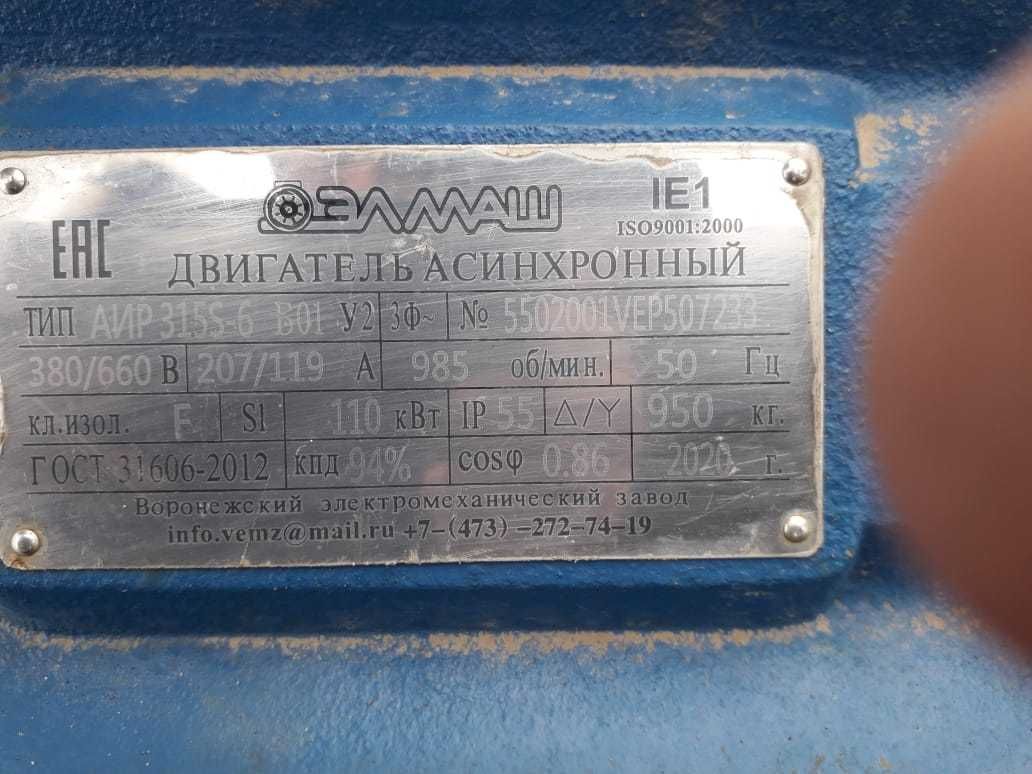 ЭЛМАШ IE1
ISO9001:2000
ЕАС
ДВИГАТЕЛЬ АСИНХРОННЫЙ
ТИП АИР 315S-6 В01 У2 3ф~ № 5502001VEP507233
380/660 В 207/119 А 985 об/мин. 50 Гц
кл.изол. F S1 110 кВт IP 55 Δ/Y 950 кг.
ГОСТ 31606-2012 кпд 94% cosφ 0.86 2020 г.
Воронежский электромеханический завод
info.vemz@mail.ru +7-(473) -272-74-19